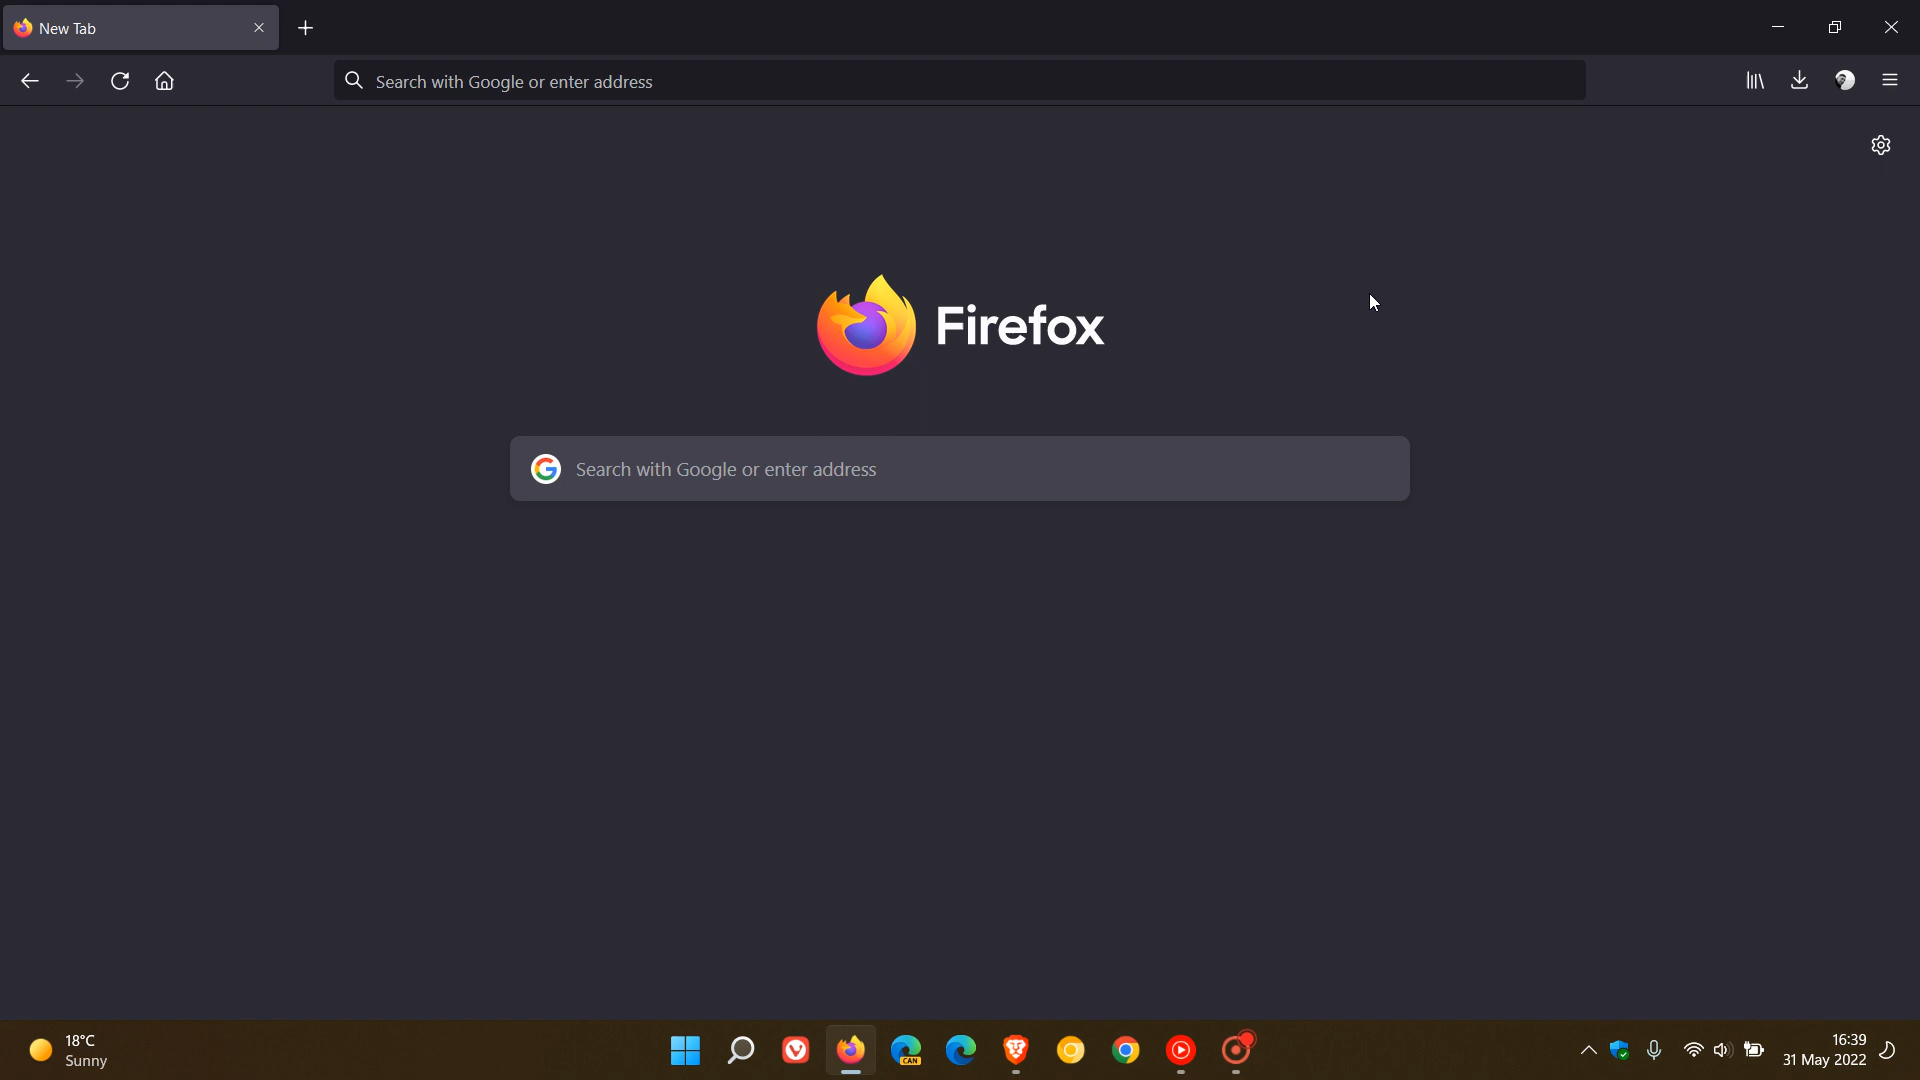 New Tab
Search with Google or enter address
Firefox
Search with Google or enter address
18°C
Sunny
CAN
16:39
31 May 2022